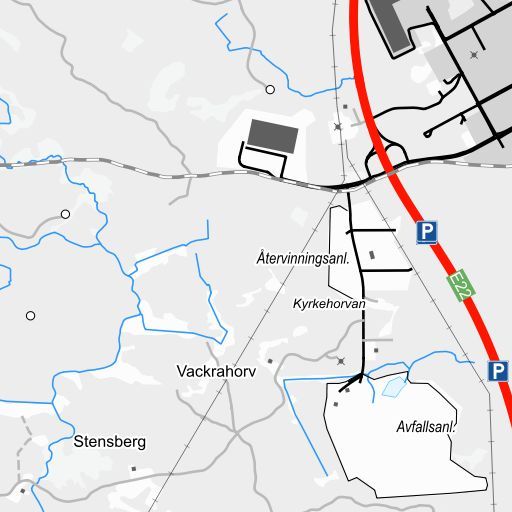 P
Återvinningsanl.
E22
Kyrkehorvan
Vackrahorv
P
Avfallsanl.
Stensberg